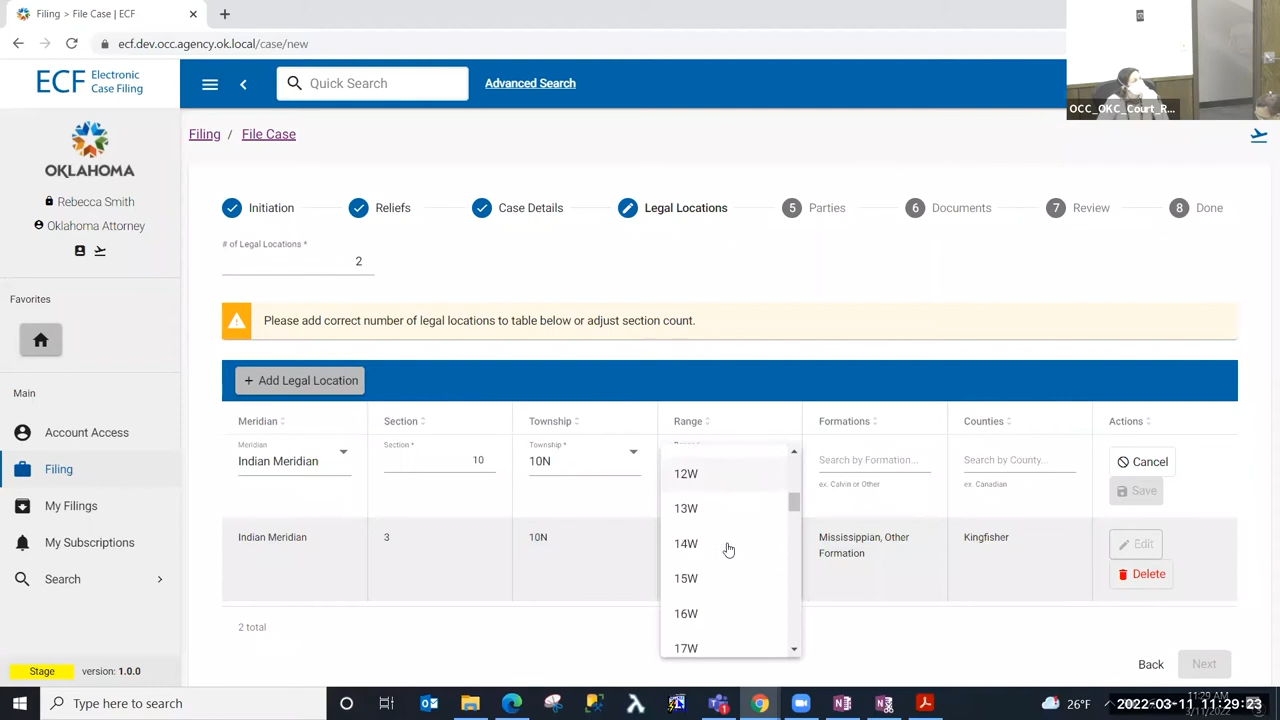 Filing > File Case | ECF
ecf.dev.occ.agency.ok.local/case/new
ECF Electronic
Case Filing
Quick Search
Advanced Search
OCC_OKC_Court_R...
Filing / File Case
OKLAHOMA
Rebecca Smith
Oklahoma Attorney
Favorites
Main
Account Access
Filing
My Filings
My Subscriptions
Search
Stage version: 1.0.0
Initiation Reliefs Case Details Legal Locations 5 Parties 6 Documents 7 Review 8 Done
# of Legal Locations *
2
Please add correct number of legal locations to table below or adjust section count.
+ Add Legal Location
Meridian Section Township Range Formations Counties Actions
Meridian Section * Township *
Indian Meridian 10 10N Search by Formation... Search by County... Cancel
ex. Calvin or Other ex. Canadian Save
12W
13W
14W
15W
16W
17W
Indian Meridian 3 10N Mississippian, Other Kingfisher Edit
Formation
Delete
2 total
Back Next
Type here to search
26°F
11:29 AM
2022-03-11 11:29:23
3/11/2022